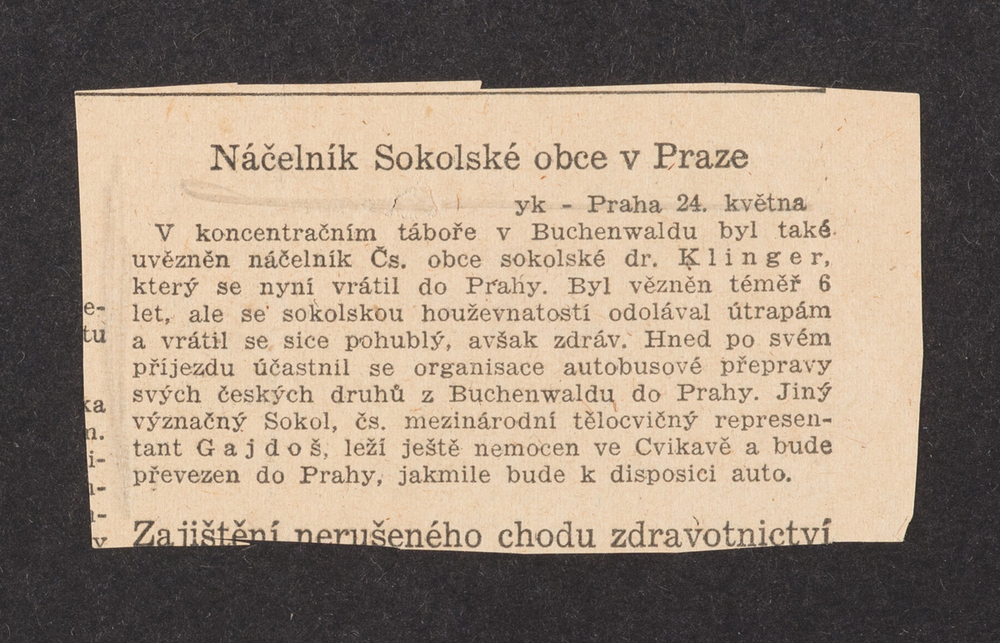 Náčelník Sokolské obce v Praze
yk - Praha 24. května
V koncentračním táboře v Buchenwaldu byl také
uvězněn náčelník Čs. obce sokolské dr. Klinger,
který se nyní vrátil do Prahy. Byl vězněn téměř 6
let, ale se sokolskou houževnatostí odolával útrapám
a vrátil se sice pohublý, avšak zdráv. Hned po svém
příjezdu účastnil se organisace autobusové přepravy
svých českých druhů z Buchenwaldu do Prahy. Jiný
význačný Sokol, čs. mezinárodní tělocvičný represen-
tant Gajdoš, leží ještě nemocen ve Cvikavě a bude
převezen do Prahy, jakmile bude k disposici auto.
Zajištění nerušeného chodu zdravotnictví